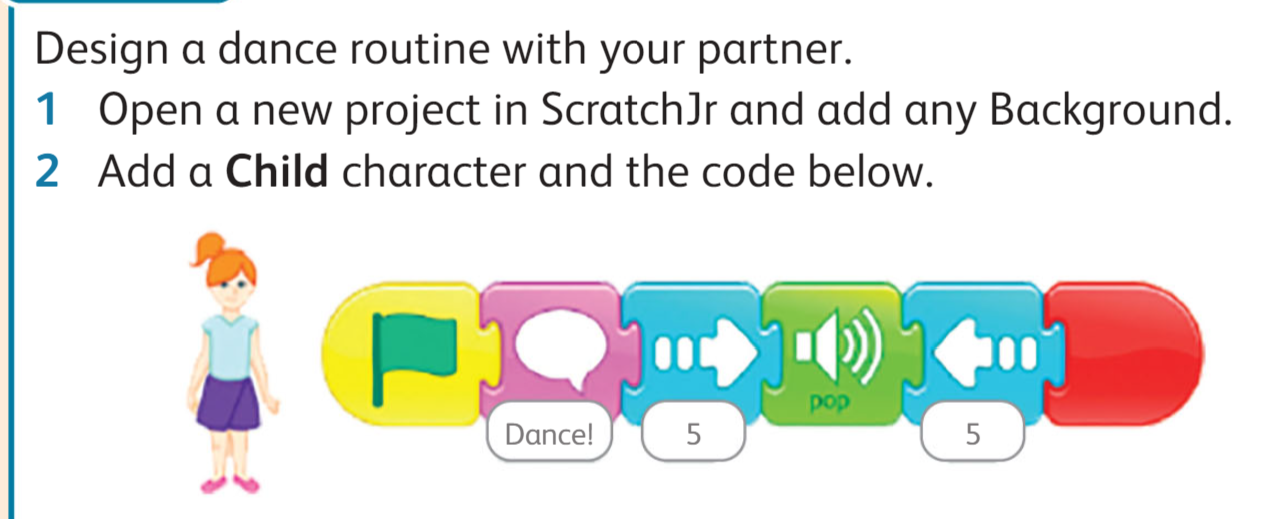 Design a dance routine with your partner.
1 Open a new project in ScratchJr and add any Background.
2 Add a Child character and the code below.
pop
Dance! 5 5